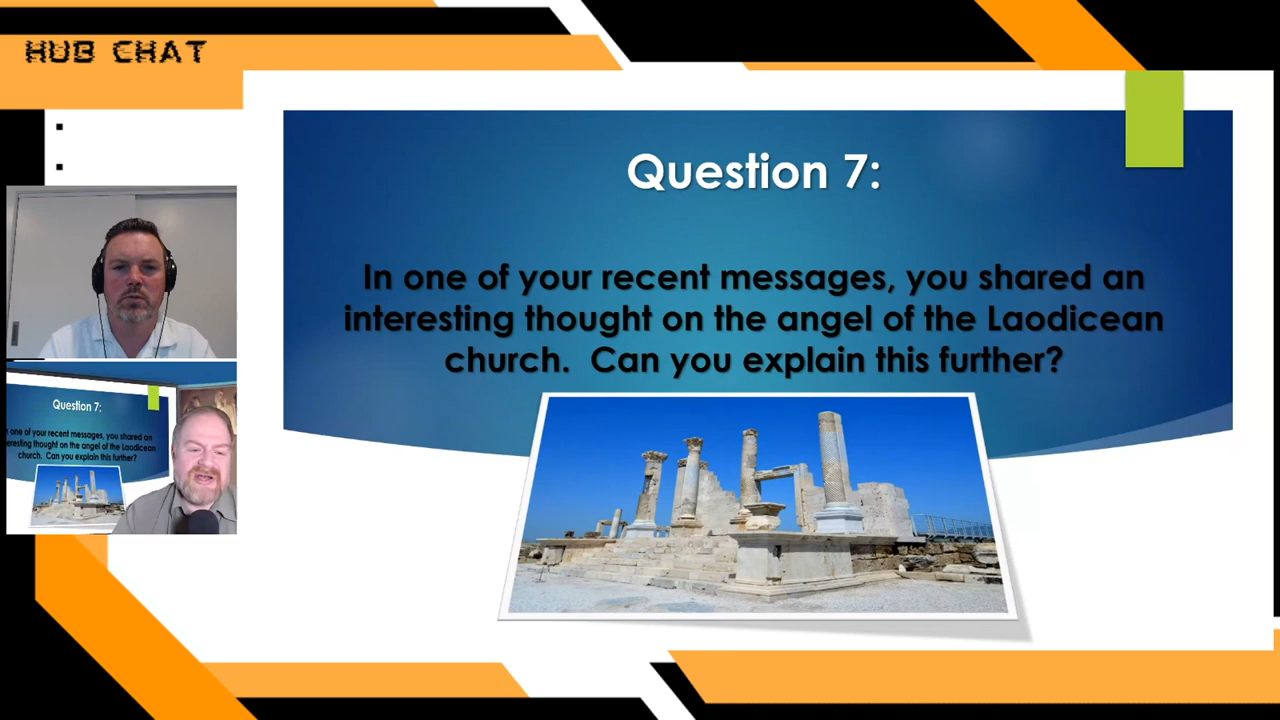 HUB CHAT
Question 7:
In one of your recent messages, you shared an
interesting thought on the angel of the Laodicean
church. Can you explain this further?
Question 7:
n one of your recent messages, you shared an
eresting thought on the angel of the Laodicean
church. Can you explain this further?